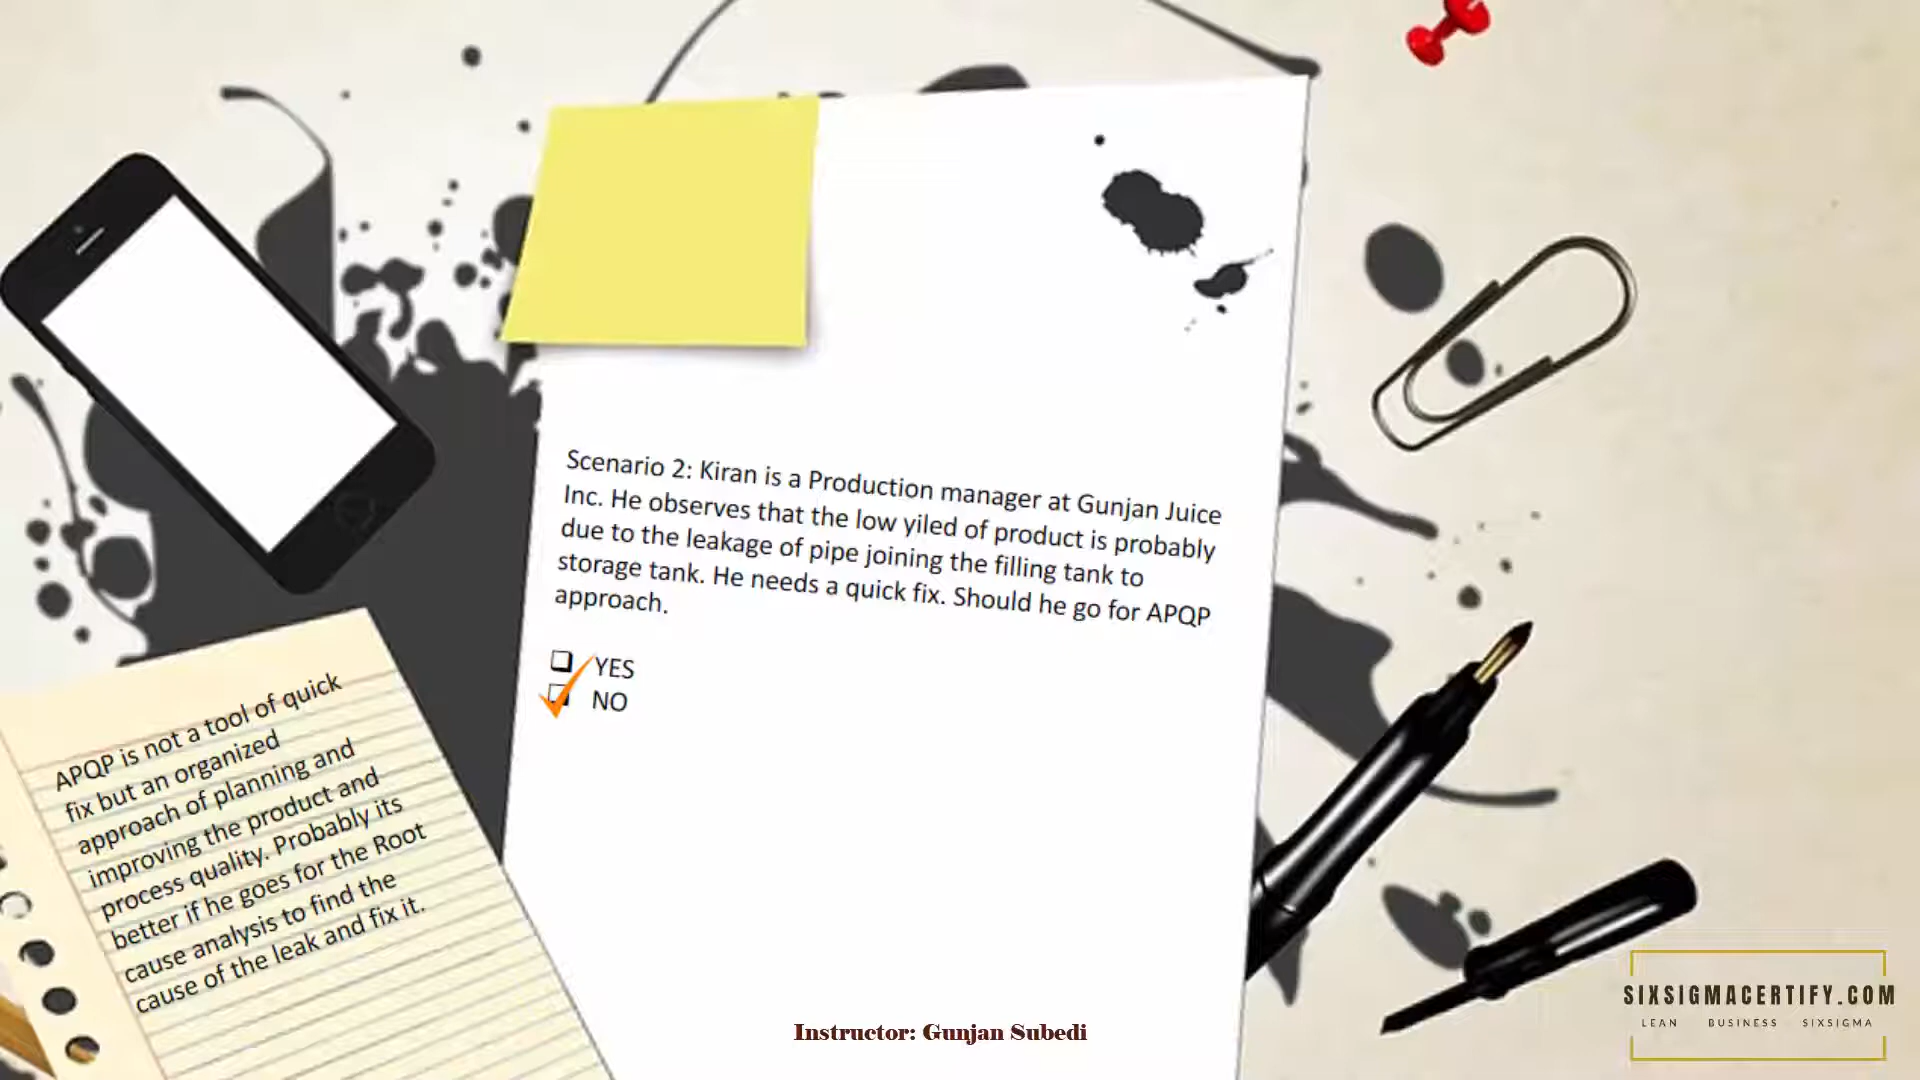 Scenario 2: Kiran is a Production manager at Gunjan Juice
Inc. He observes that the low yiled of product is probably
due to the leakage of pipe joining the filling tank to
storage tank. He needs a quick fix. Should he go for APQP
approach.
YES
NO
APQP is not a tool of quick
fix but an organized
approach of planning and
improving the product and
process quality. Probably its
better if he goes for the Root
cause analysis to find the
cause of the leak and fix it.
Instructor: Gunjan Subedi
SIXSIGMACERTIFY.COM
LEAN BUSINESS SIXSIGMA